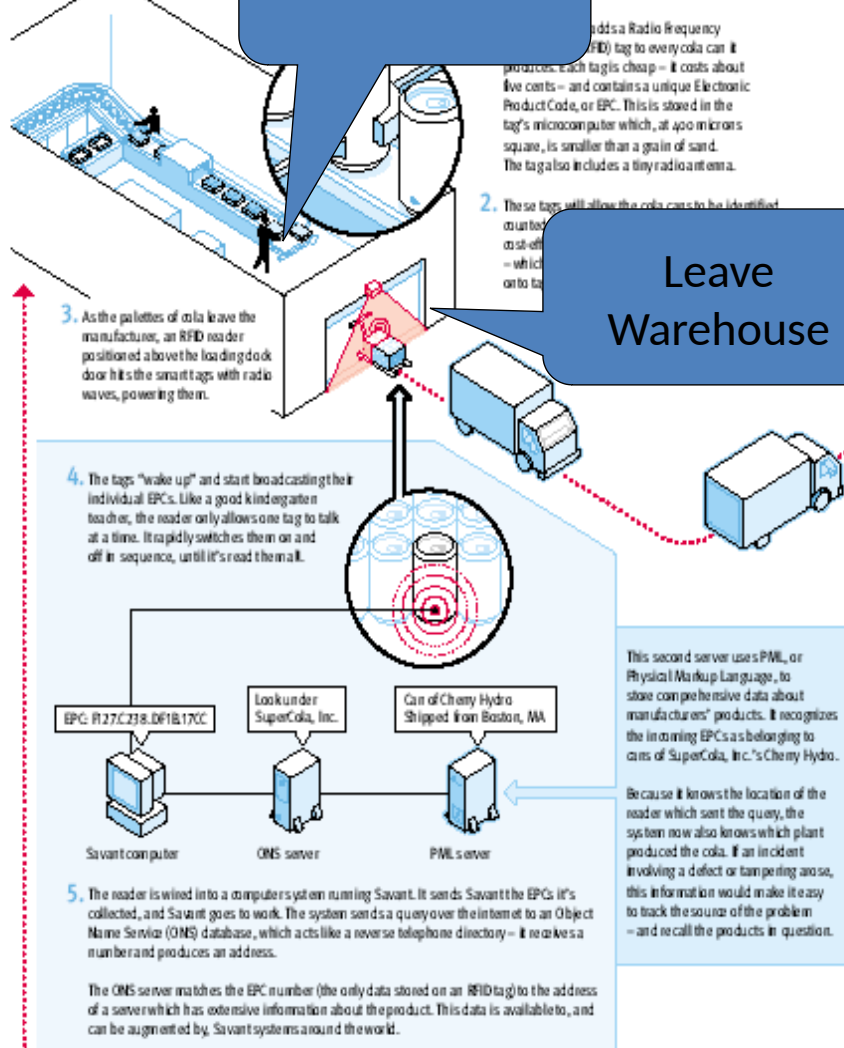 adds a Radio Frequency
(RFID) tag to every cola can it
produces. Each tag is cheap – it costs about
five cents – and contains a unique Electronic
Product Code, or EPC. This is stored in the
tag's microcomputer which, at 400 microns
square, is smaller than a grain of sand.
The tag also includes a tiny radio antenna.
2. These tags will allow the cola cans to be identified,
counted
cost-eff
– which
onto ta
Leave
Warehouse
3. As the palettes of cola leave the
manufacturer, an RFID reader
positioned above the loading dock
door hits the smart tags with radio
waves, powering them.
4. The tags "wake up" and start broadcasting their
individual EPCs. Like a good kindergarten
teacher, the reader only allows one tag to talk
at a time. It rapidly switches them on and
off in sequence, until it's read them all.
EPC: F127.C238.DF1B.17CC
Look under
SuperCola, Inc.
Can of Cherry Hydro
Shipped from Boston, MA
Savant computer
ONS server
PML server
This second server uses PML, or
Physical Markup Language, to
store comprehensive data about
manufacturers' products. It recognizes
the incoming EPCs as belonging to
cans of SuperCola, Inc.'s Cherry Hydro.
Because it knows the location of the
reader which sent the query, the
system now also knows which plant
produced the cola. If an incident
involving a defect or tampering arose,
this information would make it easy
to track the source of the problem
– and recall the products in question.
5. The reader is wired into a computer system running Savant. It sends Savant the EPCs it's
collected, and Savant goes to work. The system sends a query over the internet to an Object
Name Service (ONS) database, which acts like a reverse telephone directory – it receives a
number and produces an address.
The ONS server matches the EPC number (the only data stored on an RFID tag) to the address
of a server which has extensive information about the product. This data is available to, and
can be augmented by, Savant systems around the world.